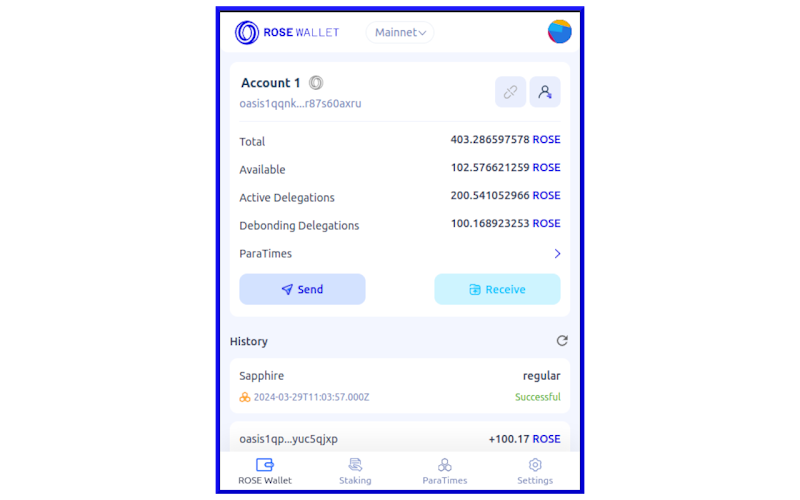 ROSE WALLET Mainnet
Account 1
oasis1qqnk...r87s60axru
Total 403.286597578 ROSE
Available 102.576621259 ROSE
Active Delegations 200.541052966 ROSE
Debonding Delegations 100.168923253 ROSE
ParaTimes
Send Receive
History
Sapphire regular
2024-03-29T11:03:57.000Z Successful
oasis1qp...yuc5qjxp +100.17 ROSE
ROSE Wallet Staking ParaTimes Settings